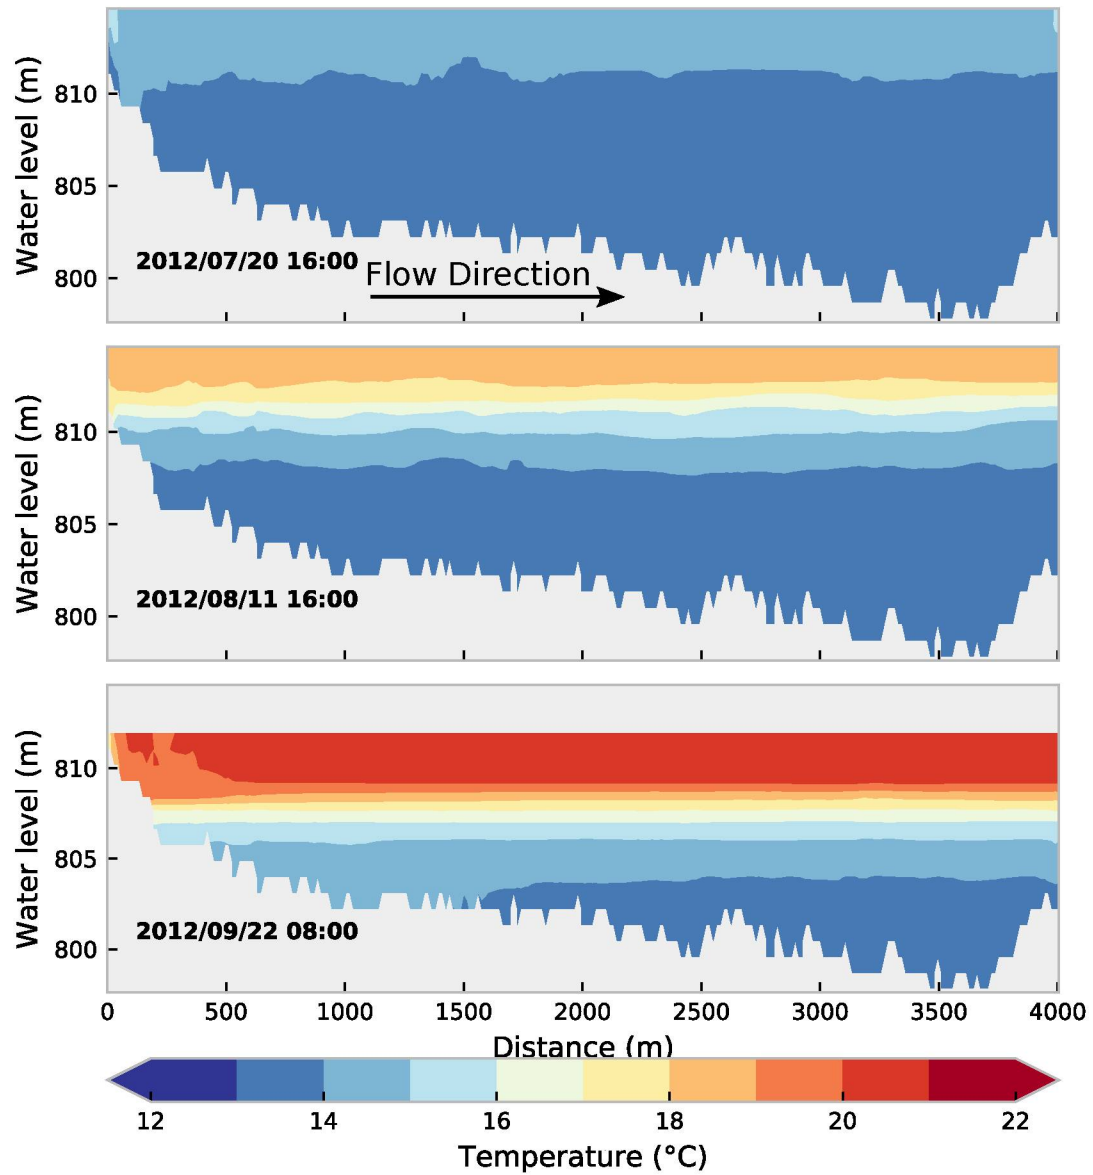 Water level (m)
810
805
800
2012/07/20 16:00
Flow Direction
Water level (m)
810
805
800
2012/08/11 16:00
Water level (m)
810
805
800
2012/09/22 08:00
0 500 1000 1500 2000 2500 3000 3500 4000
Distance (m)
12 14 16 18 20 22
Temperature (°C)